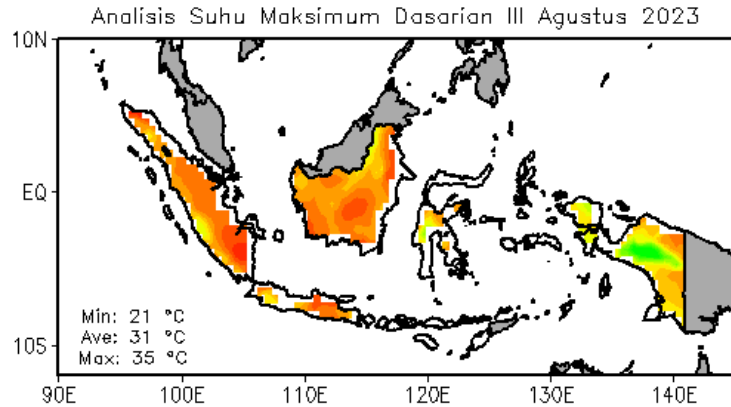 Analisis Suhu Maksimum Dasarian III Agustus 2023
10N
EQ
10S
Min: 21 °C
Ave: 31 °C
Max: 35 °C
90E 100E 110E 120E 130E 140E